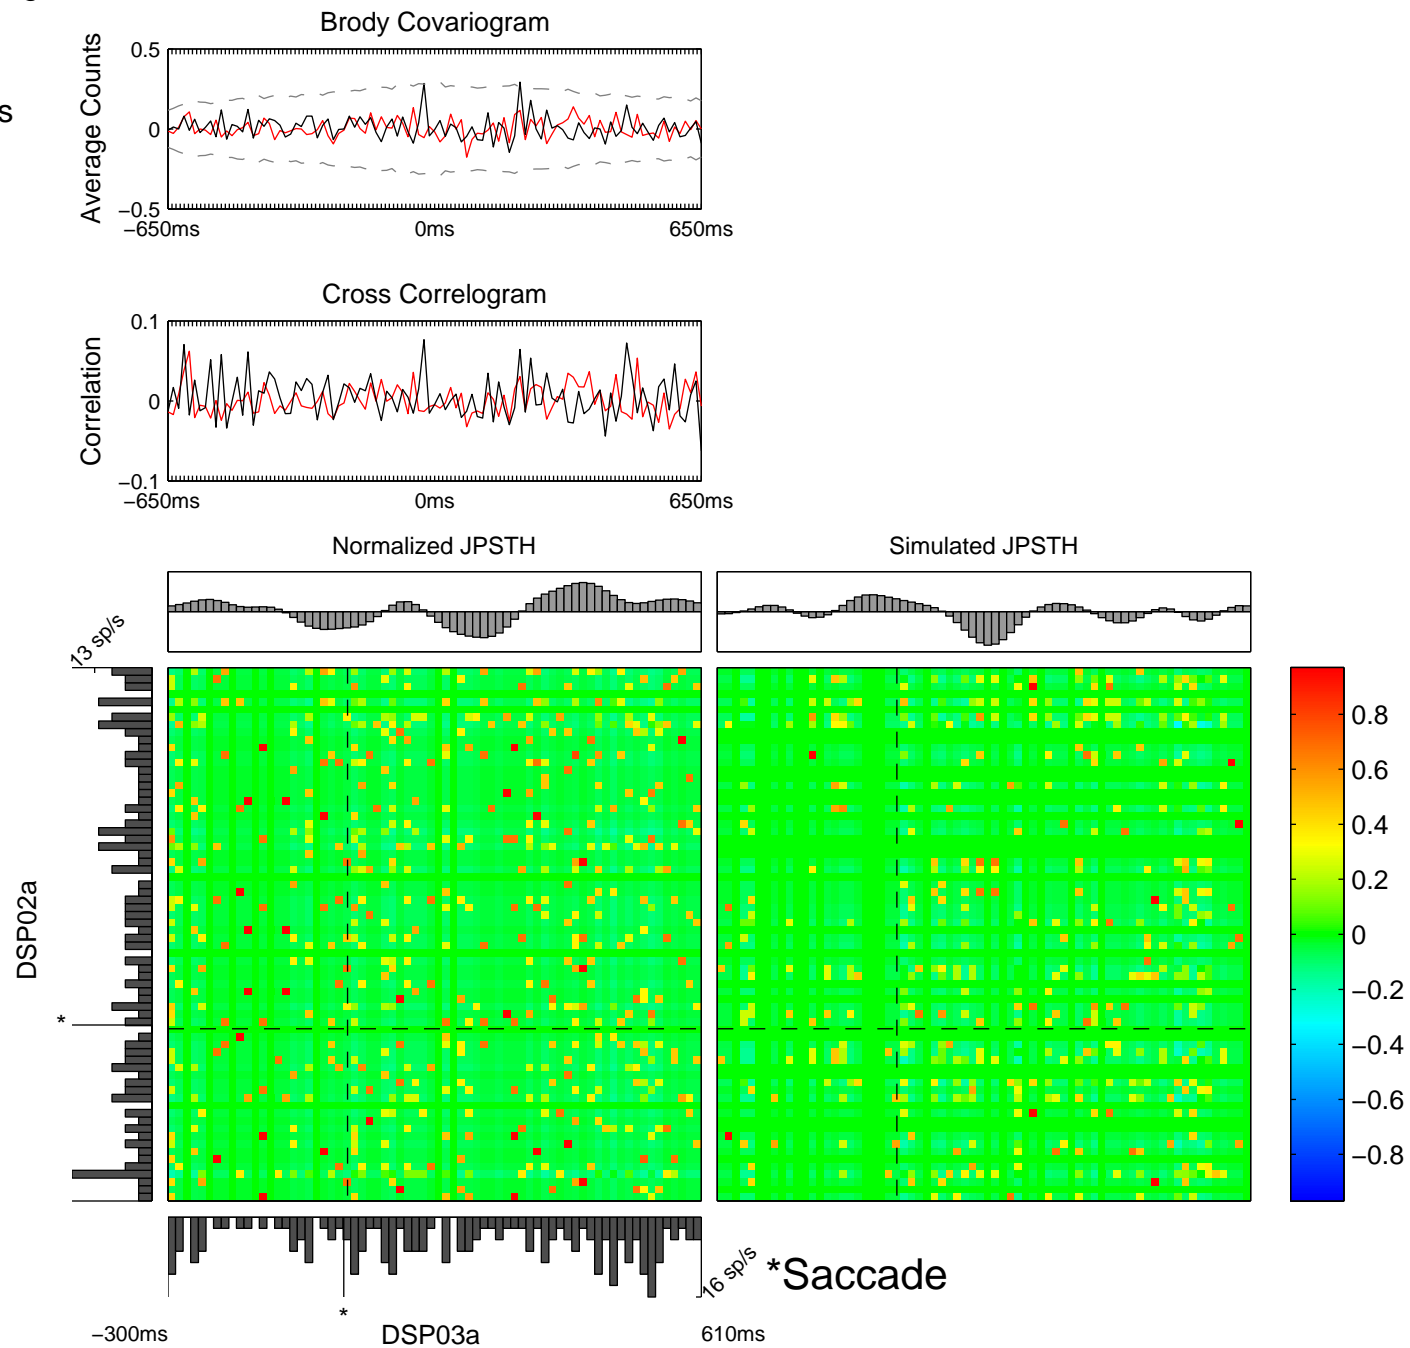 Brody Covariogram
Average Counts
0.5
0
−0.5
−650ms 0ms 650ms
s
Cross Correlogram
Correlation
0.1
0
−0.1
−650ms 0ms 650ms
Normalized JPSTH
Simulated JPSTH
13 sp/s
DSP02a
*
0.8
0.6
0.4
0.2
0
−0.2
−0.4
−0.6
−0.8
16 sp/s
*Saccade
*
−300ms DSP03a 610ms